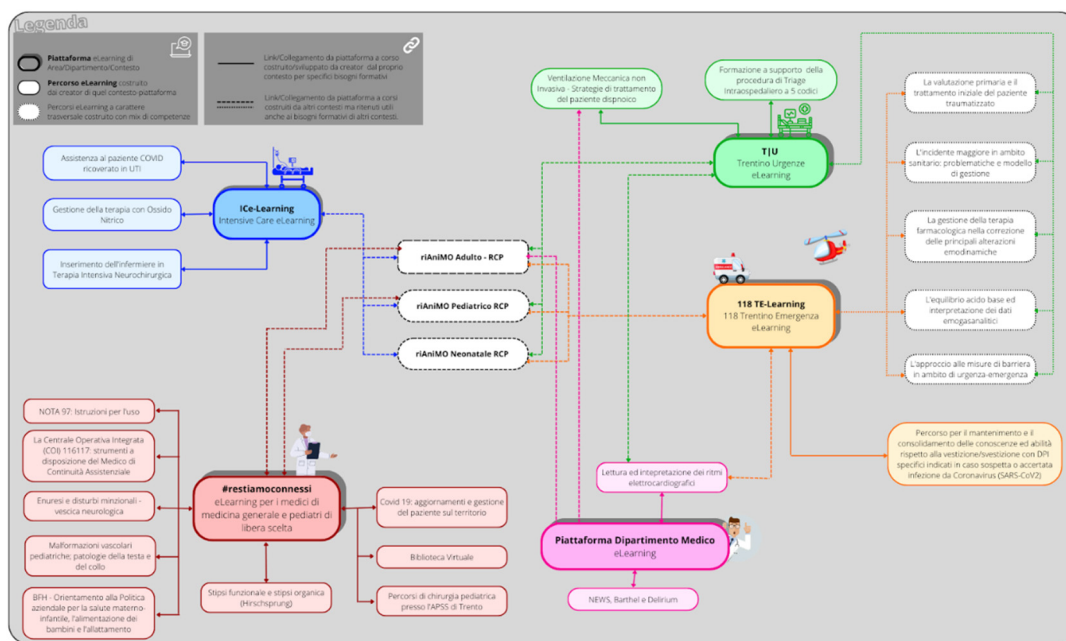 Legenda
Piattaforma eLearning di
Area/Dipartimento/Contesto
Percorso eLearning costruito
dai creator di quel contesto-piattaforma
Percorsi eLearning a carattere
trasversale costruito con mix di competenze
Link/Collegamento da piattaforma a corso
costruito/sviluppato da creator dal proprio
contesto per specifici bisogni formativi.
Link/Collegamento da piattaforma a corsi
costruiti da altri contesti ma ritenuti utili
anche ai bisogni formativi di altri contesti.
Ventilazione Meccanica non
Invasiva - Strategie di trattamento
del paziente dispnoico
Formazione a supporto della
procedura di Triage
Intraospedaliero a 5 codici
T|U
Trentino Urgenze
eLearning
La valutazione primaria e il
trattamento iniziale del paziente
traumatizzato
L'incidente maggiore in ambito
sanitario: problematiche e modello
di gestione
La gestione della terapia
farmacologica nella correzione
delle principali alterazioni
emodinamiche
L'equilibrio acido base ed
interpretazione dei dati
emogasanalitici
L'approccio alle misure di barriera
in ambito di urgenza-emergenza
Assistenza al paziente COVID
ricoverato in UTI
Gestione della terapia con Ossido
Nitrico
Inserimento dell'infermiere in
Terapia Intensiva Neurochirurgica
ICe-Learning
Intensive Care eLearning
riAniMO Adulto - RCP
riAniMO Pediatrico RCP
riAniMO Neonatale RCP
118 TE-Learning
118 Trentino Emergenza
eLearning
Percorso per il mantenimento e il
consolidamento delle conoscenze ed abilità
rispetto alla vestizione/svestizione con DPI
specifici indicati in caso sospetta o accertata
infezione da Coronavirus (SARS-CoV2)
NOTA 97: Istruzioni per l'uso
La Centrale Operativa Integrata
(COI) 116117: strumenti a
disposizione del Medico di
Continuità Assistenziale
Enuresi e disturbi minzionali -
vescica neurologica
Malformazioni vascolari
pediatriche; patologie della testa e
del collo
BFH - Orientamento alla Politica
aziendale per la salute materno-
infantile, l'alimentazione dei
bambini e l'allattamento
#restiamoconnessi
eLearning per i medici di
medicina generale e pediatri di
libera scelta
Stipsi funzionale e stipsi organica
(Hirschsprung)
Covid 19: aggiornamenti e gestione
del paziente sul territorio
Biblioteca Virtuale
Percorsi di chirurgia pediatrica
presso l'APSS di Trento
Lettura ed intepretazione dei ritmi
elettrocardiografici
Piattaforma Dipartimento Medico
eLearning
NEWS, Barthel e Delirium